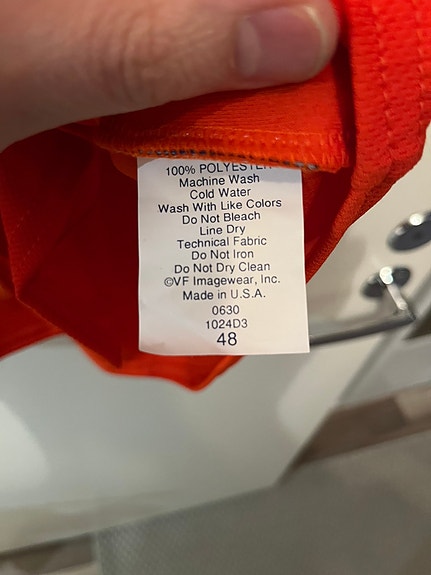 100% POLYESTER
Machine Wash
Cold Water
Wash With Like Colors
Do Not Bleach
Line Dry
Technical Fabric
Do Not Iron
Do Not Dry Clean
©VF Imagewear, Inc.
Made in U.S.A.
0630
1024D3
48